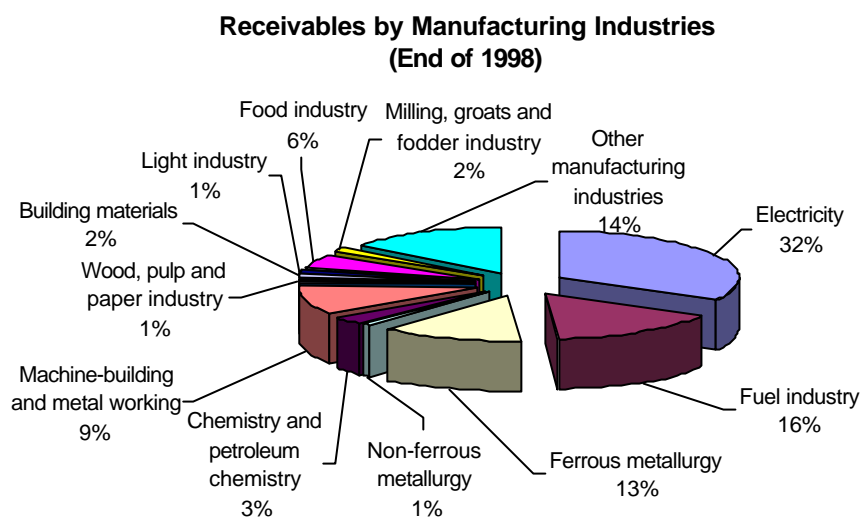 Receivables by Manufacturing Industries
(End of 1998)
Food industry
6%
Milling, groats and
fodder industry
2%
Other
manufacturing
industries
14%
Electricity
32%
Light industry
1%
Building materials
2%
Wood, pulp and
paper industry
1%
Machine-building
and metal working
9%
Chemistry and
petroleum
chemistry
3%
Non-ferrous
metallurgy
1%
Ferrous metallurgy
13%
Fuel industry
16%